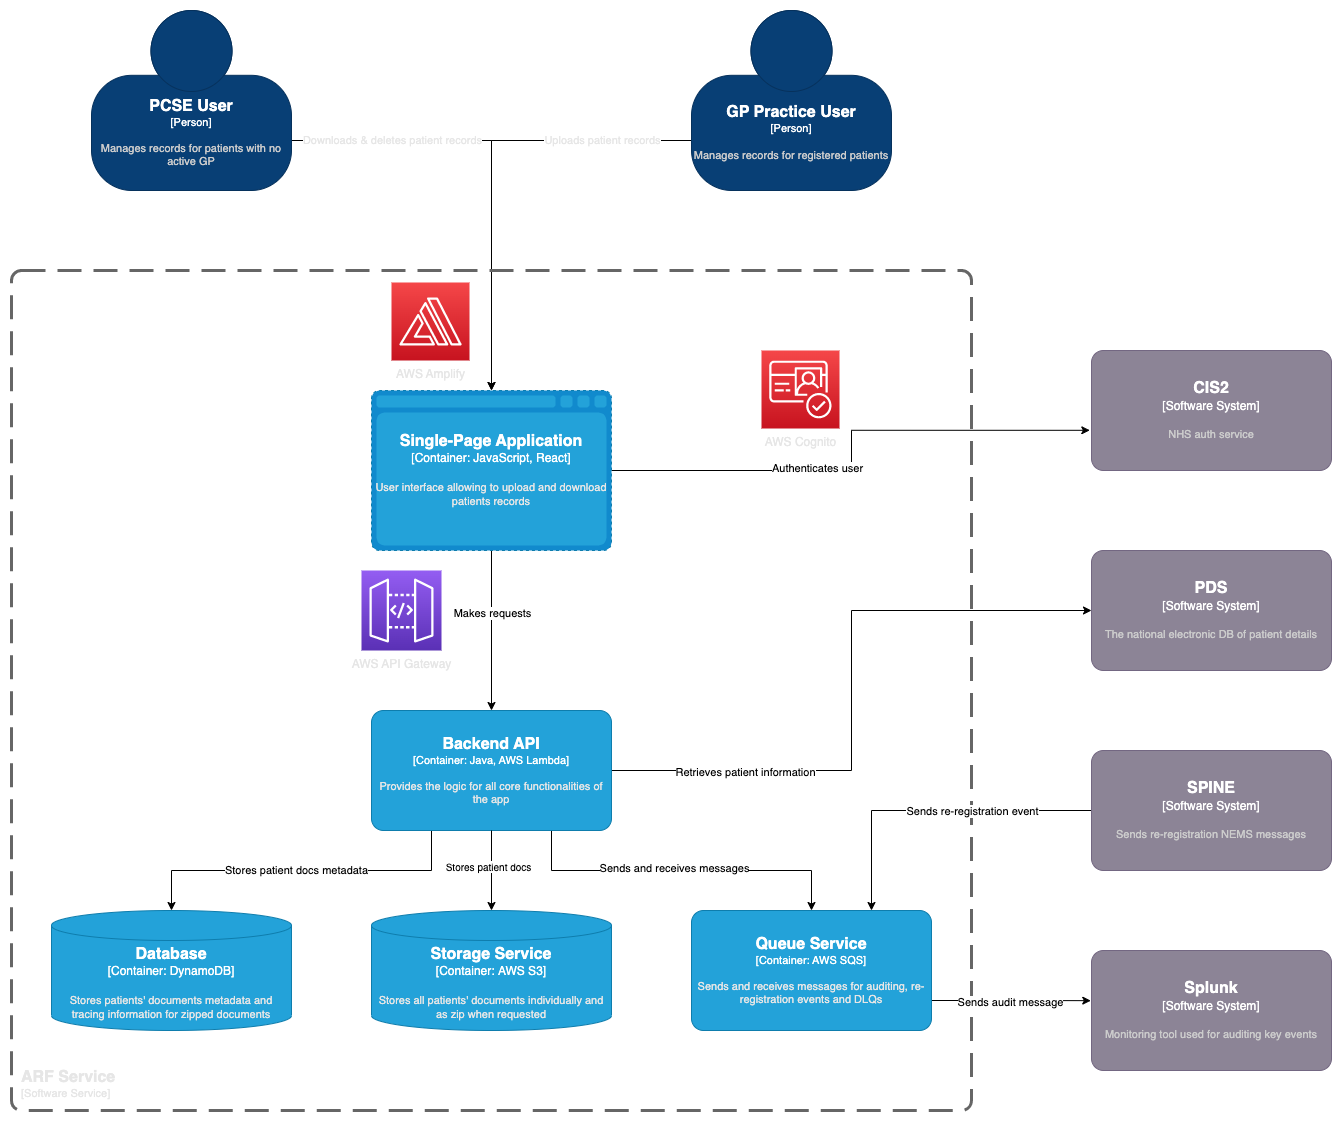 PCSE User
[Person]
Manages records for patients with no
active GP
Downloads & deletes patient records
Uploads patient records
GP Practice User
[Person]
Manages records for registered patients
AWS Amplify
Single-Page Application
[Container: JavaScript, React]
User interface allowing to upload and download
patients records
AWS Cognito
Authenticates user
CIS2
[Software System]
NHS auth service
AWS API Gateway
Makes requests
PDS
[Software System]
The national electronic DB of patient details
Backend API
[Container: Java, AWS Lambda]
Provides the logic for all core functionalities of
the app
Retrieves patient information
SPINE
[Software System]
Sends re-registration NEMS messages
Sends re-registration event
Stores patient docs metadata
Stores patient docs
Sends and receives messages
Database
[Container: DynamoDB]
Stores patients' documents metadata and
tracing information for zipped documents
Storage Service
[Container: AWS S3]
Stores all patients' documents individually and
as zip when requested
Queue Service
[Container: AWS SQS]
Sends and receives messages for auditing, re-
registration events and DLQs
Sends audit message
Splunk
[Software System]
Monitoring tool used for auditing key events
ARF Service
[Software Service]